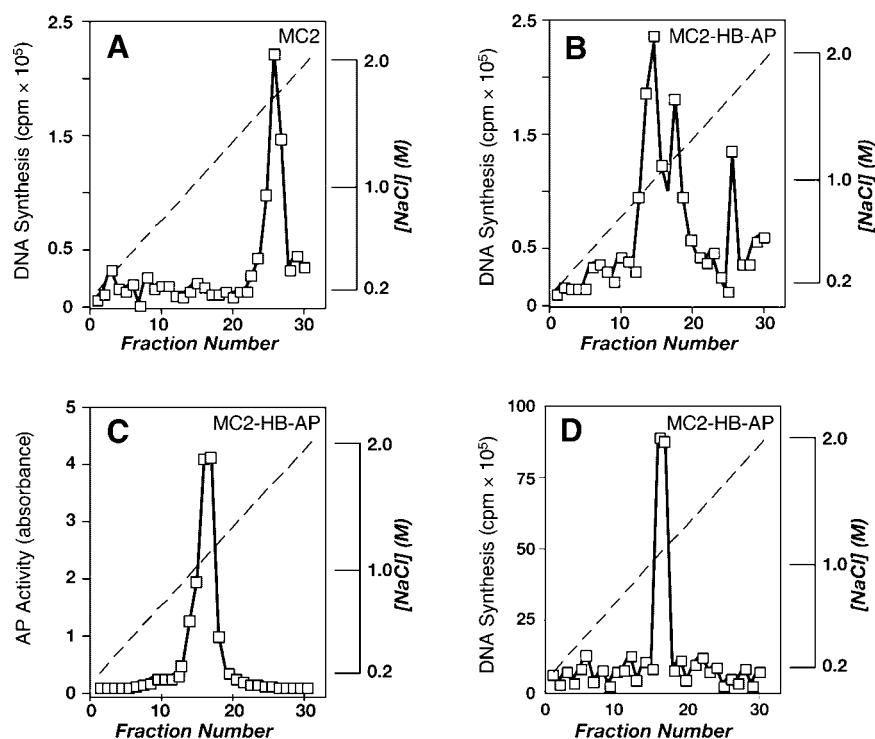 A
MC2
DNA Synthesis (cpm × 10⁵)
2.5
1.5
0.5
0
0
10
20
30
Fraction Number
2.0
1.0
0.2
[NaCl] (M)
B
MC2-HB-AP
DNA Synthesis (cpm × 10⁵)
2.5
1.5
0.5
0
0
10
20
30
Fraction Number
2.0
1.0
0.2
[NaCl] (M)
C
MC2-HB-AP
AP Activity (absorbance)
5
4
3
2
1
0
0
10
20
30
Fraction Number
2.0
1.0
0.2
[NaCl] (M)
D
MC2-HB-AP
DNA Synthesis (cpm × 10⁵)
100
75
50
25
0
0
10
20
30
Fraction Number
2.0
1.0
0.2
[NaCl] (M)